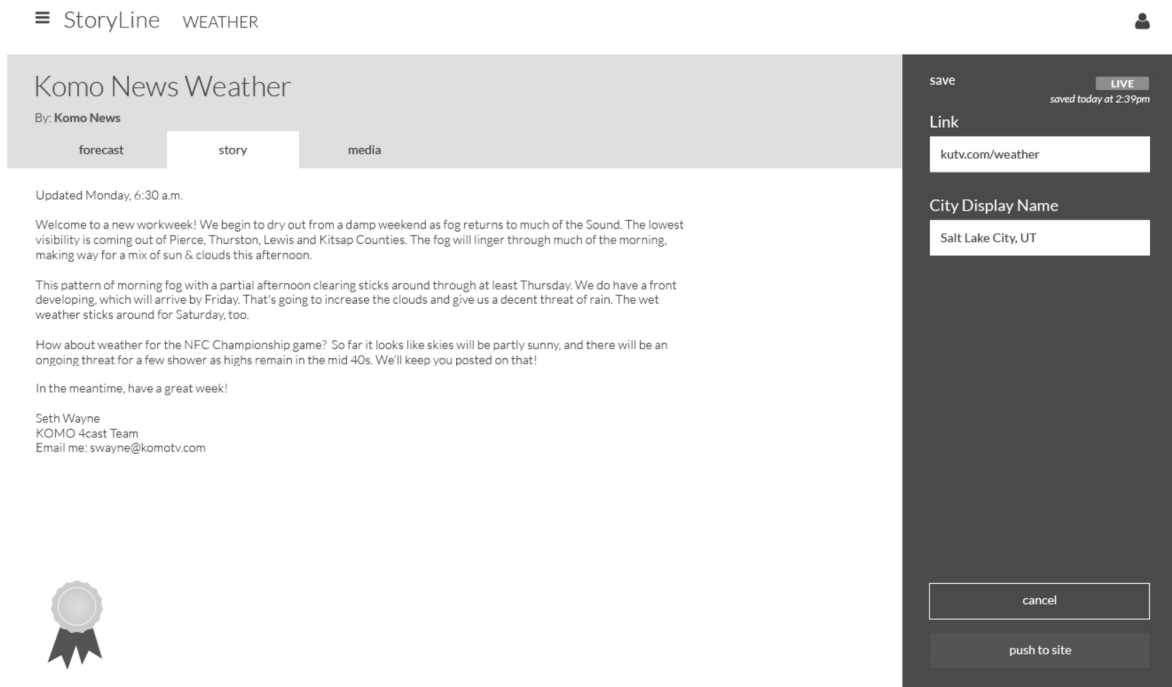 StoryLine WEATHER
Komo News Weather
By: Komo News
forecast story media
Updated Monday, 6:30 a.m.
Welcome to a new workweek! We begin to dry out from a damp weekend as fog returns to much of the Sound. The lowest
visibility is coming out of Pierce, Thurston, Lewis and Kitsap Counties. The fog will linger through much of the morning,
making way for a mix of sun & clouds this afternoon.
This pattern of morning fog with a partial afternoon clearing sticks around through at least Thursday. We do have a front
developing, which will arrive by Friday. That's going to increase the clouds and give us a decent threat of rain. The wet
weather sticks around for Saturday, too.
How about weather for the NFC Championship game? So far it looks like skies will be partly sunny, and there will be an
ongoing threat for a few shower as highs remain in the mid 40s. We'll keep you posted on that!
In the meantime, have a great week!
Seth Wayne
KOMO 4cast Team
Email me: swayne@komotv.com
save
LIVE
saved today at 2:39pm
Link
kutv.com/weather
City Display Name
Salt Lake City, UT
cancel
push to site